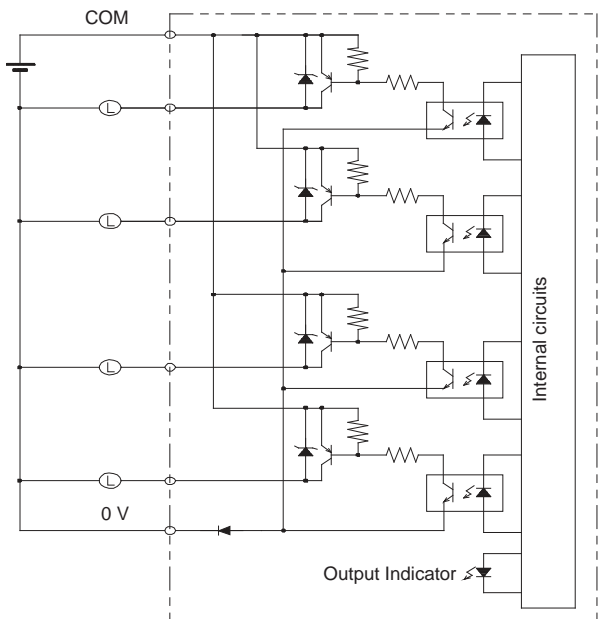 COM
L
L
L
L
0 V
Internal circuits
Output Indicator